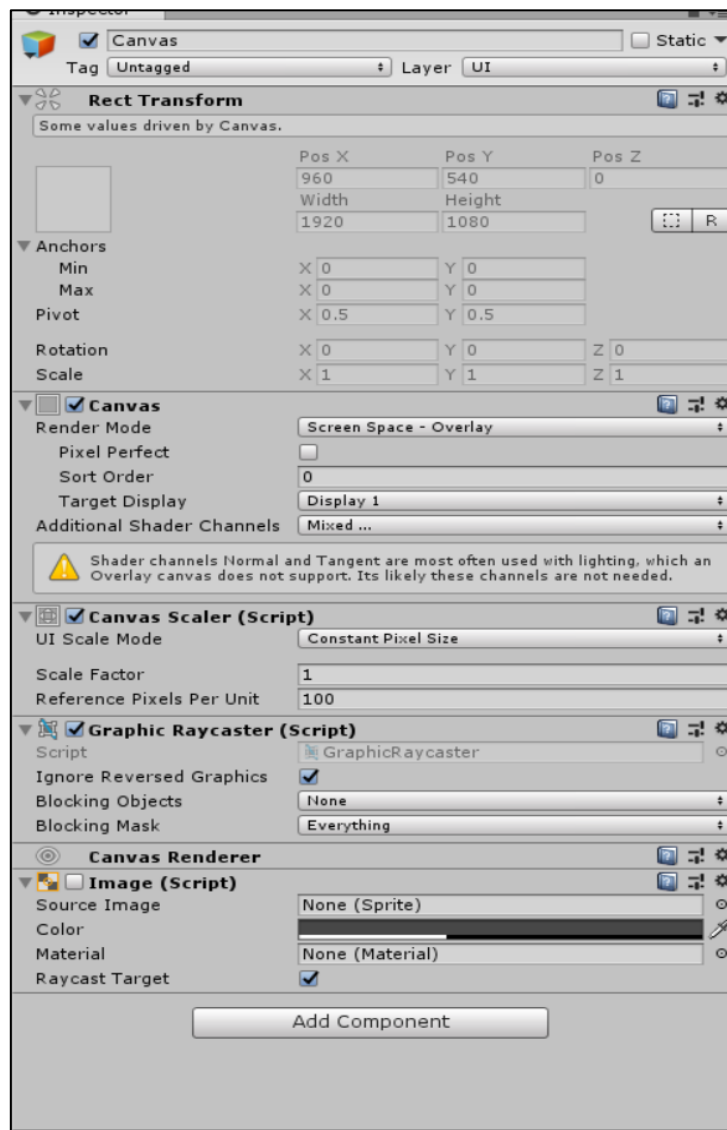 Inspector
Canvas Static
Tag Untagged Layer UI
Rect Transform
Some values driven by Canvas.
Pos X Pos Y Pos Z
960 540 0
Width Height
1920 1080
R
Anchors
Min X 0 Y 0
Max X 0 Y 0
Pivot X 0.5 Y 0.5
Rotation X 0 Y 0 Z 0
Scale X 1 Y 1 Z 1
Canvas
Render Mode Screen Space - Overlay
Pixel Perfect
Sort Order 0
Target Display Display 1
Additional Shader Channels Mixed ...
Shader channels Normal and Tangent are most often used with lighting, which an
Overlay canvas does not support. Its likely these channels are not needed.
Canvas Scaler (Script)
UI Scale Mode Constant Pixel Size
Scale Factor 1
Reference Pixels Per Unit 100
Graphic Raycaster (Script)
Script GraphicRaycaster
Ignore Reversed Graphics
Blocking Objects None
Blocking Mask Everything
Canvas Renderer
Image (Script)
Source Image None (Sprite)
Color
Material None (Material)
Raycast Target
Add Component